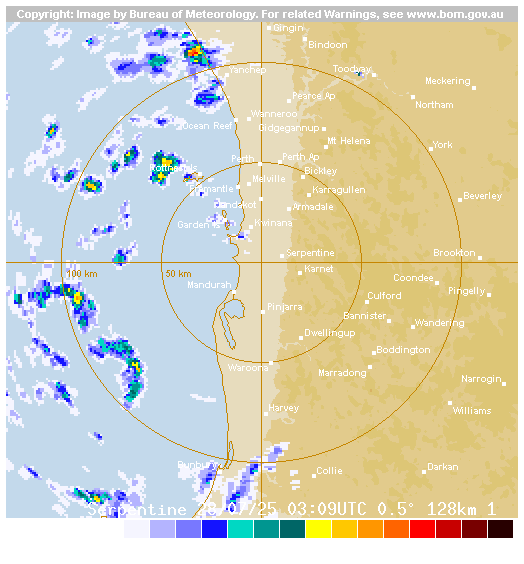 Copyright: Image by Bureau of Meteorology. For related Warnings, see www.bom.gov.au
Gingin
Bindoon
Yanchep
Toodyay
Meckering
Pearce Ap
Northam
Wanneroo
Ocean Reef
Gidgegannup
Mt Helena
York
Perth
Perth Ap
Bickley
Melville
Fremantle
Karragullen
Beverley
Armadale
Garden Is
Kwinana
Serpentine
Brookton
100 km
50 km
Karnet
Mandurah
Coondee
Pingelly
Culford
Pinjarra
Bannister
Wandering
Dwellingup
Boddington
Waroona
Marradong
Narrogin
Harvey
Williams
Bunbury
Collie
Darkan
Serpentine
/25 03:09UTC 0.5° 128km 1